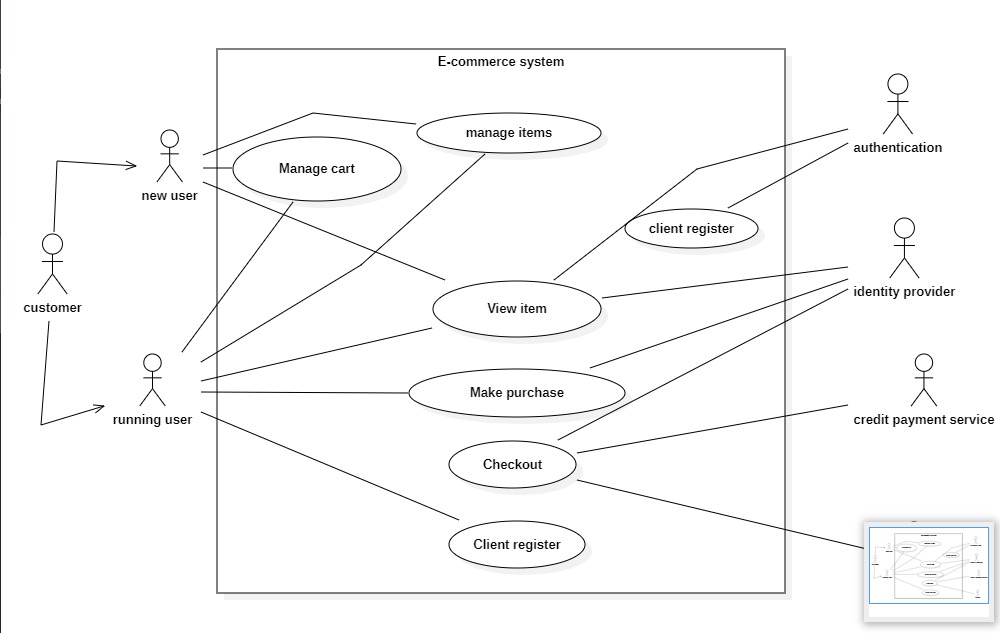 E-commerce system
manage items
Manage cart
authentication
new user
client register
customer
View item
identity provider
Make purchase
running user
credit payment service
Checkout
Client register